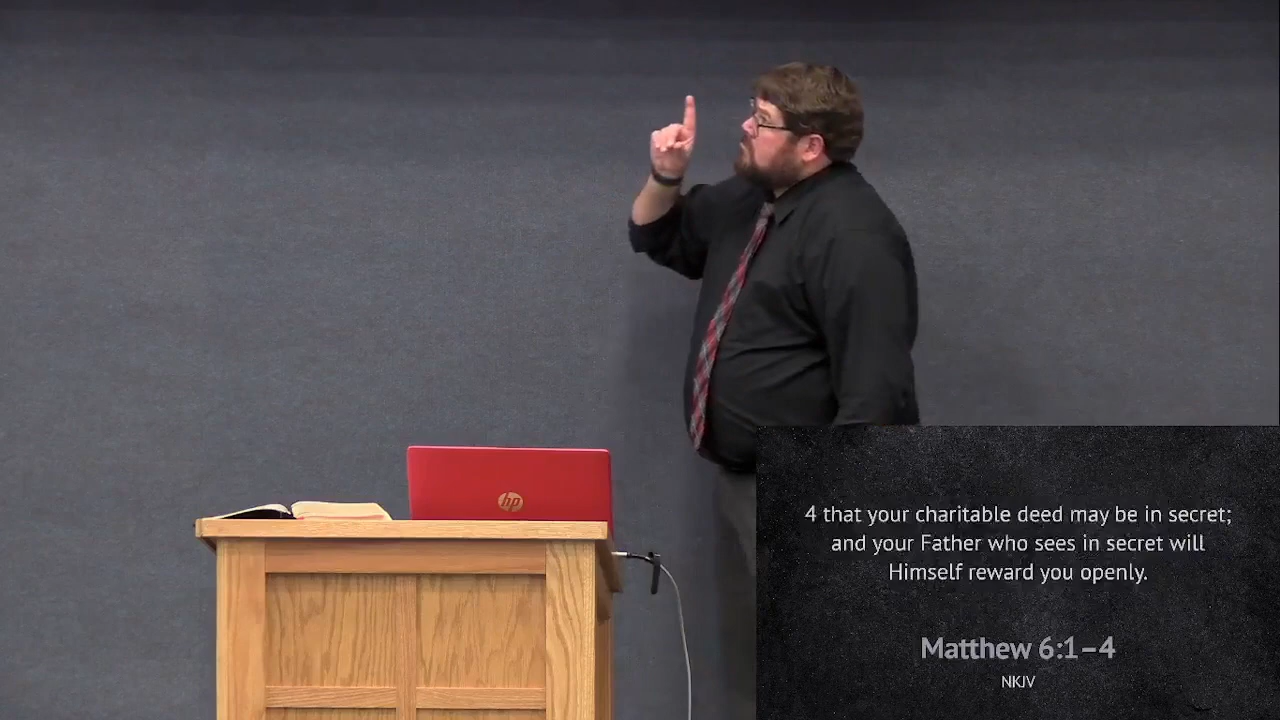 hp
4 that your charitable deed may be in secret;
and your Father who sees in secret will
Himself reward you openly.
Matthew 6:1–4
NKJV